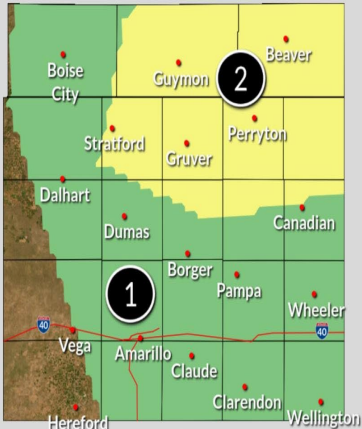 Beaver
Boise
City
Guymon
2
Stratford
Perryton
Gruver
Dalhart
Canadian
Dumas
Borger
Pampa
1
Wheeler
40
40
Vega
Amarillo
Claude
Clarendon
Hereford
Wellington